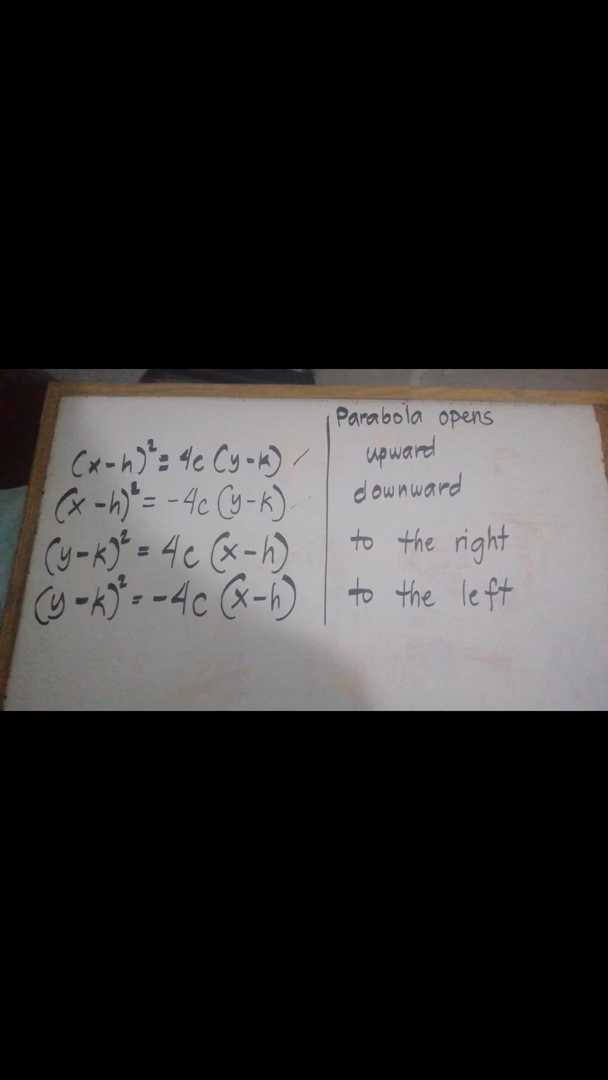 Parabola opens
(x-h)²= 4c (y-k) ✓ upward
(x-h)²= -4c (y-k) downward
(y-k)² = 4c (x-h) to the right
(y-k)² = -4c (x-h) to the left